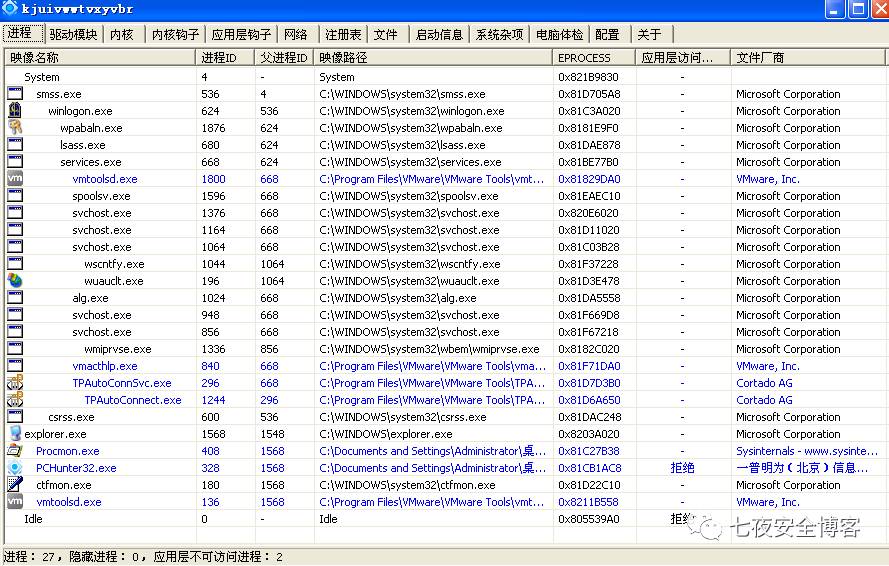 kjuivwwtvxyvbr
进程 驱动模块 内核 内核钩子 应用层钩子 网络 注册表 文件 启动信息 系统杂项 电脑体检 配置 关于
映像名称 进程ID 父进程ID 映像路径 EPROCESS 应用层访问... 文件厂商
System 4 - System 0x821B9830 -
smss.exe 536 4 C:\WINDOWS\system32\smss.exe 0x81D705A8 - Microsoft Corporation
winlogon.exe 624 536 C:\WINDOWS\system32\winlogon.exe 0x81C3A020 - Microsoft Corporation
wpabaln.exe 1876 624 C:\WINDOWS\system32\wpabaln.exe 0x8181E9F0 - Microsoft Corporation
lsass.exe 680 624 C:\WINDOWS\system32\lsass.exe 0x81DAE878 - Microsoft Corporation
services.exe 668 624 C:\WINDOWS\system32\services.exe 0x81BE77B0 - Microsoft Corporation
vm vmtoolsd.exe 1800 668 C:\Program Files\VMware\VMware Tools\vmt... 0x81829DA0 - VMware, Inc.
spoolsv.exe 1596 668 C:\WINDOWS\system32\spoolsv.exe 0x81EAEC10 - Microsoft Corporation
svchost.exe 1376 668 C:\WINDOWS\system32\svchost.exe 0x820E6020 - Microsoft Corporation
svchost.exe 1164 668 C:\WINDOWS\system32\svchost.exe 0x81D11020 - Microsoft Corporation
svchost.exe 1064 668 C:\WINDOWS\system32\svchost.exe 0x81C03B28 - Microsoft Corporation
wscntfy.exe 1044 1064 C:\WINDOWS\system32\wscntfy.exe 0x81F37228 - Microsoft Corporation
wuauclt.exe 196 1064 C:\WINDOWS\system32\wuauclt.exe 0x81D3E478 - Microsoft Corporation
alg.exe 1024 668 C:\WINDOWS\system32\alg.exe 0x81DA5558 - Microsoft Corporation
svchost.exe 948 668 C:\WINDOWS\system32\svchost.exe 0x81F669D8 - Microsoft Corporation
svchost.exe 856 668 C:\WINDOWS\system32\svchost.exe 0x81F67218 - Microsoft Corporation
wmiprvse.exe 1336 856 C:\WINDOWS\system32\wbem\wmiprvse.exe 0x8182C020 - Microsoft Corporation
vmacthlp.exe 840 668 C:\Program Files\VMware\VMware Tools\vma... 0x81F71DA0 - VMware, Inc.
TPAutoConnSvc.exe 296 668 C:\Program Files\VMware\VMware Tools\TPA... 0x81D7D3B0 - Cortado AG
TPAutoConnect.exe 1244 296 C:\Program Files\VMware\VMware Tools\TPA... 0x81D6A650 - Cortado AG
csrss.exe 600 536 C:\WINDOWS\system32\csrss.exe 0x81DAC248 - Microsoft Corporation
explorer.exe 1568 1548 C:\WINDOWS\explorer.exe 0x8203A020 - Microsoft Corporation
Procmon.exe 408 1568 C:\Documents and Settings\Administrator\桌... 0x81C27B38 - Sysinternals - www.sysinte...
PCHunter32.exe 328 1568 C:\Documents and Settings\Administrator\桌... 0x81CB1AC8 拒绝 一普明为（北京）信息...
ctfmon.exe 180 1568 C:\WINDOWS\system32\ctfmon.exe 0x81D22C10 - Microsoft Corporation
vm vmtoolsd.exe 136 1568 C:\Program Files\VMware\VMware Tools\vmt... 0x8211B558 - VMware, Inc.
Idle 0 - Idle 0x805539A0 拒绝
七夜安全博客
进程：27，隐藏进程：0，应用层不可访问进程：2